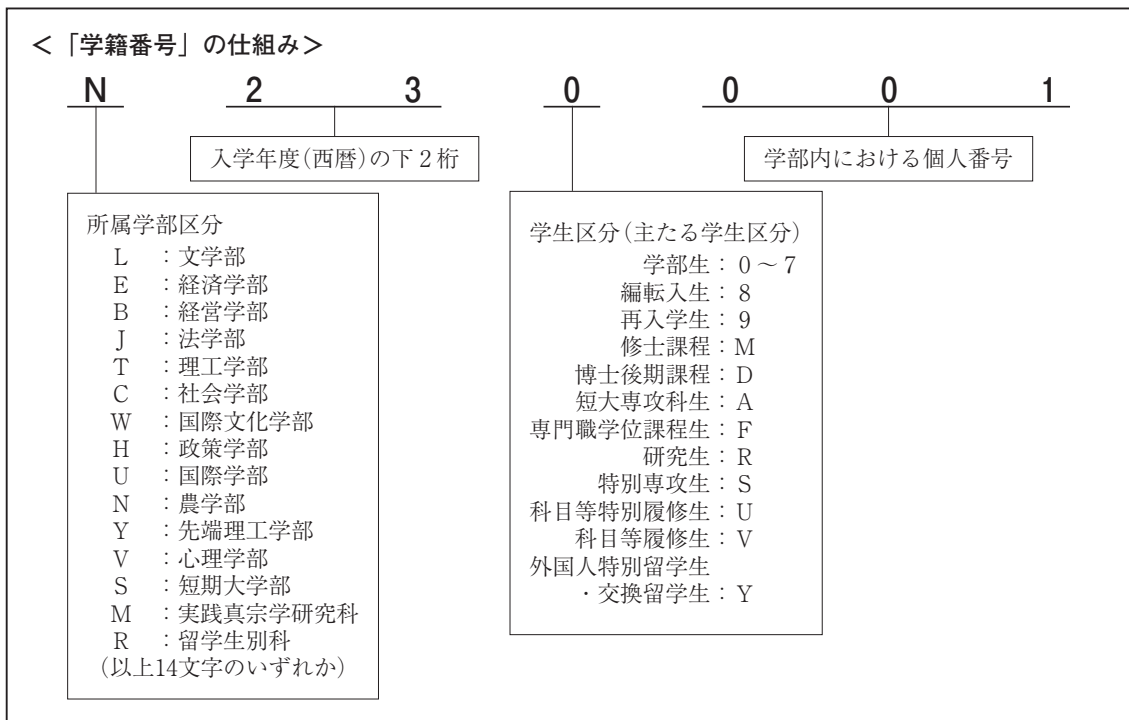 ＜「学籍番号」の仕組み＞
N 2 3 0 0 0 1
入学年度(西暦)の下2桁
学部内における個人番号
所属学部区分
L ：文学部
E ：経済学部
B ：経営学部
J ：法学部
T ：理工学部
C ：社会学部
W ：国際文化学部
H ：政策学部
U ：国際学部
N ：農学部
Y ：先端理工学部
V ：心理学部
S ：短期大学部
M ：実践真宗学研究科
R ：留学生別科
(以上14文字のいずれか)
学生区分(主たる学生区分)
学部生：0～7
編転入生：8
再入学生：9
修士課程：M
博士後期課程：D
短大専攻科生：A
専門職学位課程生：F
研究生：R
特別専攻生：S
科目等特別履修生：U
科目等履修生：V
外国人特別留学生
・交換留学生：Y